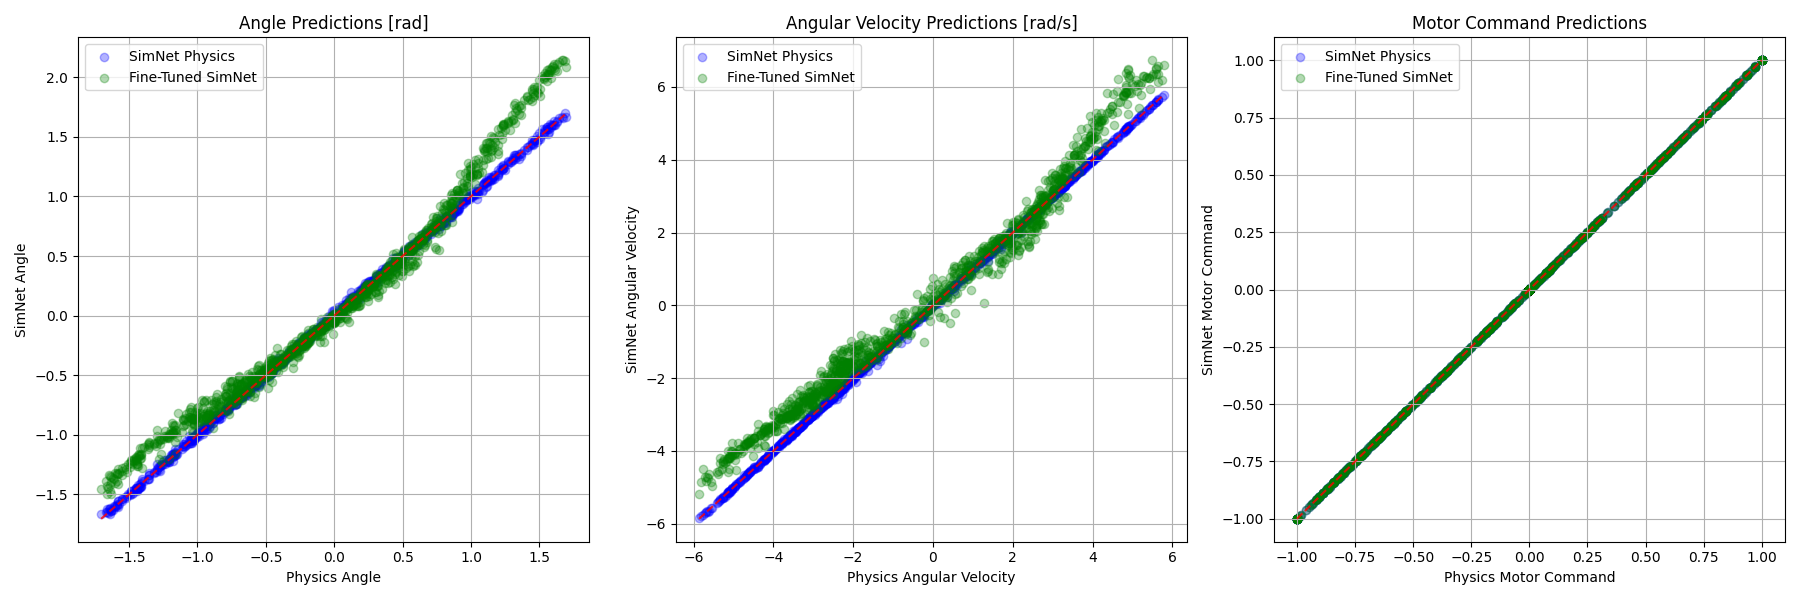 Angle Predictions [rad]
SimNet Physics
Fine-Tuned SimNet
SimNet Angle
2.0
1.5
1.0
0.5
0.0
−0.5
−1.0
−1.5
−1.5 −1.0 −0.5 0.0 0.5 1.0 1.5
Physics Angle
Angular Velocity Predictions [rad/s]
SimNet Physics
Fine-Tuned SimNet
SimNet Angular Velocity
6
4
2
0
−2
−4
−6
−6 −4 −2 0 2 4 6
Physics Angular Velocity
Motor Command Predictions
SimNet Physics
Fine-Tuned SimNet
SimNet Motor Command
1.00
0.75
0.50
0.25
0.00
−0.25
−0.50
−0.75
−1.00
−1.00 −0.75 −0.50 −0.25 0.00 0.25 0.50 0.75 1.00
Physics Motor Command